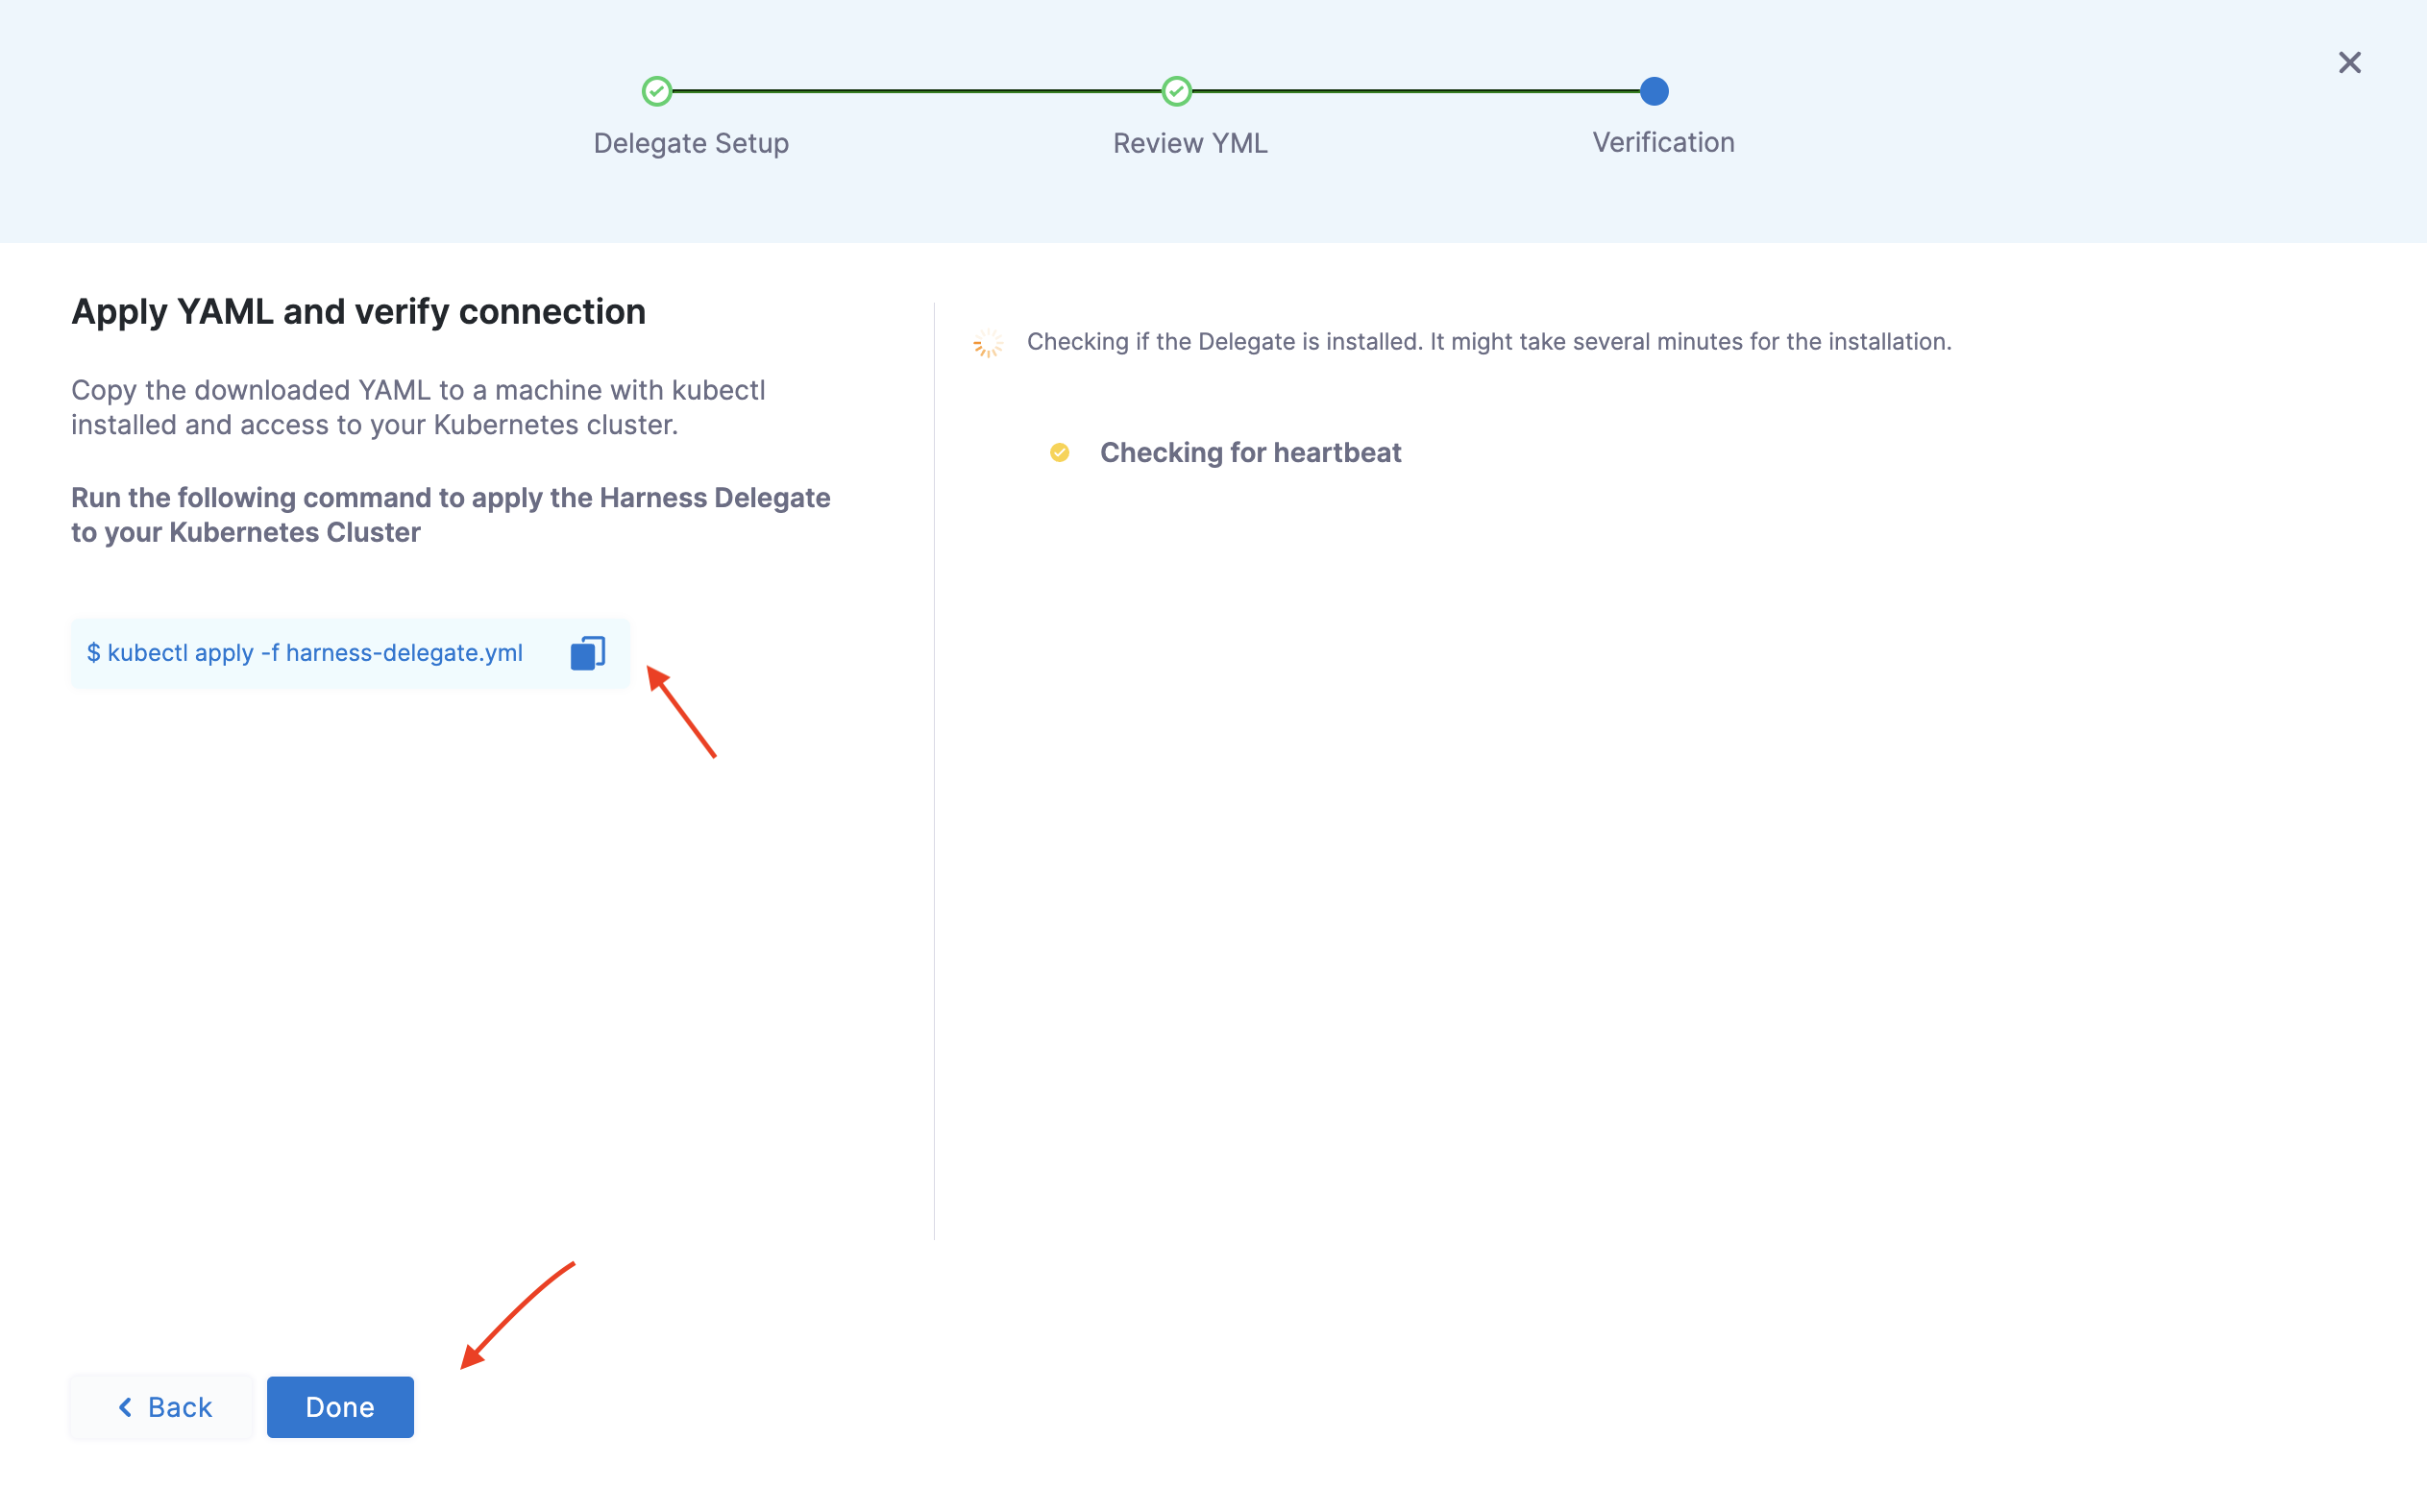 Delegate Setup
Review YML
Verification
Apply YAML and verify connection
Copy the downloaded YAML to a machine with kubectl
installed and access to your Kubernetes cluster.
Run the following command to apply the Harness Delegate
to your Kubernetes Cluster
$ kubectl apply -f harness-delegate.yml
Checking if the Delegate is installed. It might take several minutes for the installation.
Checking for heartbeat
Back
Done